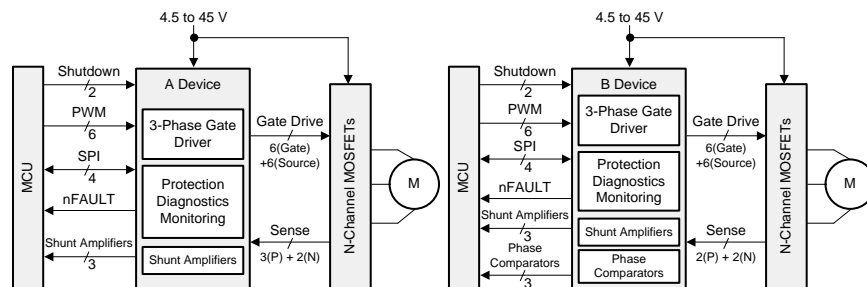 4.5 to 45 V
MCU
Shutdown
2
PWM
6
SPI
4
nFAULT
Shunt Amplifiers
3
A Device
3-Phase Gate
Driver
Protection
Diagnostics
Monitoring
Shunt Amplifiers
Gate Drive
6(Gate)
+6(Source)
Sense
3(P) + 2(N)
N-Channel MOSFETs
M
4.5 to 45 V
MCU
Shutdown
2
PWM
6
SPI
4
nFAULT
Shunt Amplifiers
3
Phase
Comparators
3
B Device
3-Phase Gate
Driver
Protection
Diagnostics
Monitoring
Shunt Amplifiers
Phase
Comparators
Gate Drive
6(Gate)
+6(Source)
Sense
2(P) + 2(N)
N-Channel MOSFETs
M